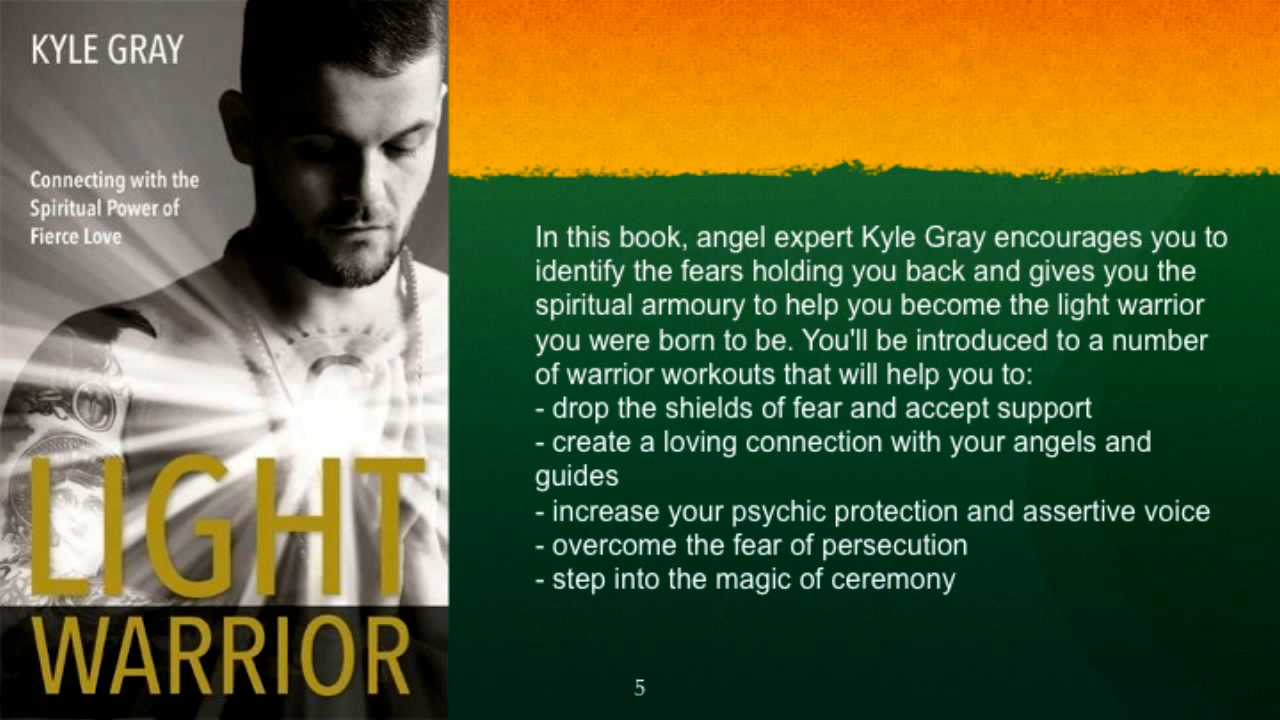 KYLE GRAY
Connecting with the
Spiritual Power of
Fierce Love
LIGHT
WARRIOR
In this book, angel expert Kyle Gray encourages you to
identify the fears holding you back and gives you the
spiritual armoury to help you become the light warrior
you were born to be. You'll be introduced to a number
of warrior workouts that will help you to:
- drop the shields of fear and accept support
- create a loving connection with your angels and
guides
- increase your psychic protection and assertive voice
- overcome the fear of persecution
- step into the magic of ceremony
5